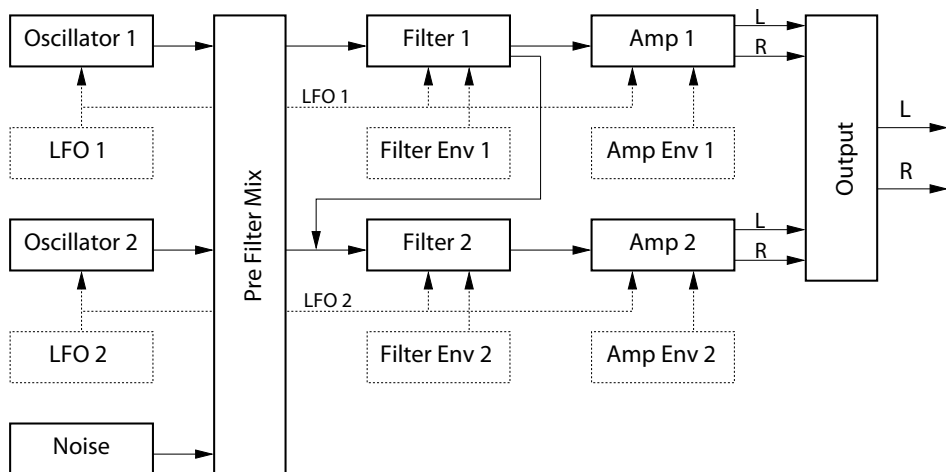 Oscillator 1
Filter 1
Amp 1
L
R
LFO 1
LFO 1
Filter Env 1
Amp Env 1
Pre Filter Mix
Output
L
R
Oscillator 2
Filter 2
Amp 2
L
R
LFO 2
LFO 2
Filter Env 2
Amp Env 2
Noise